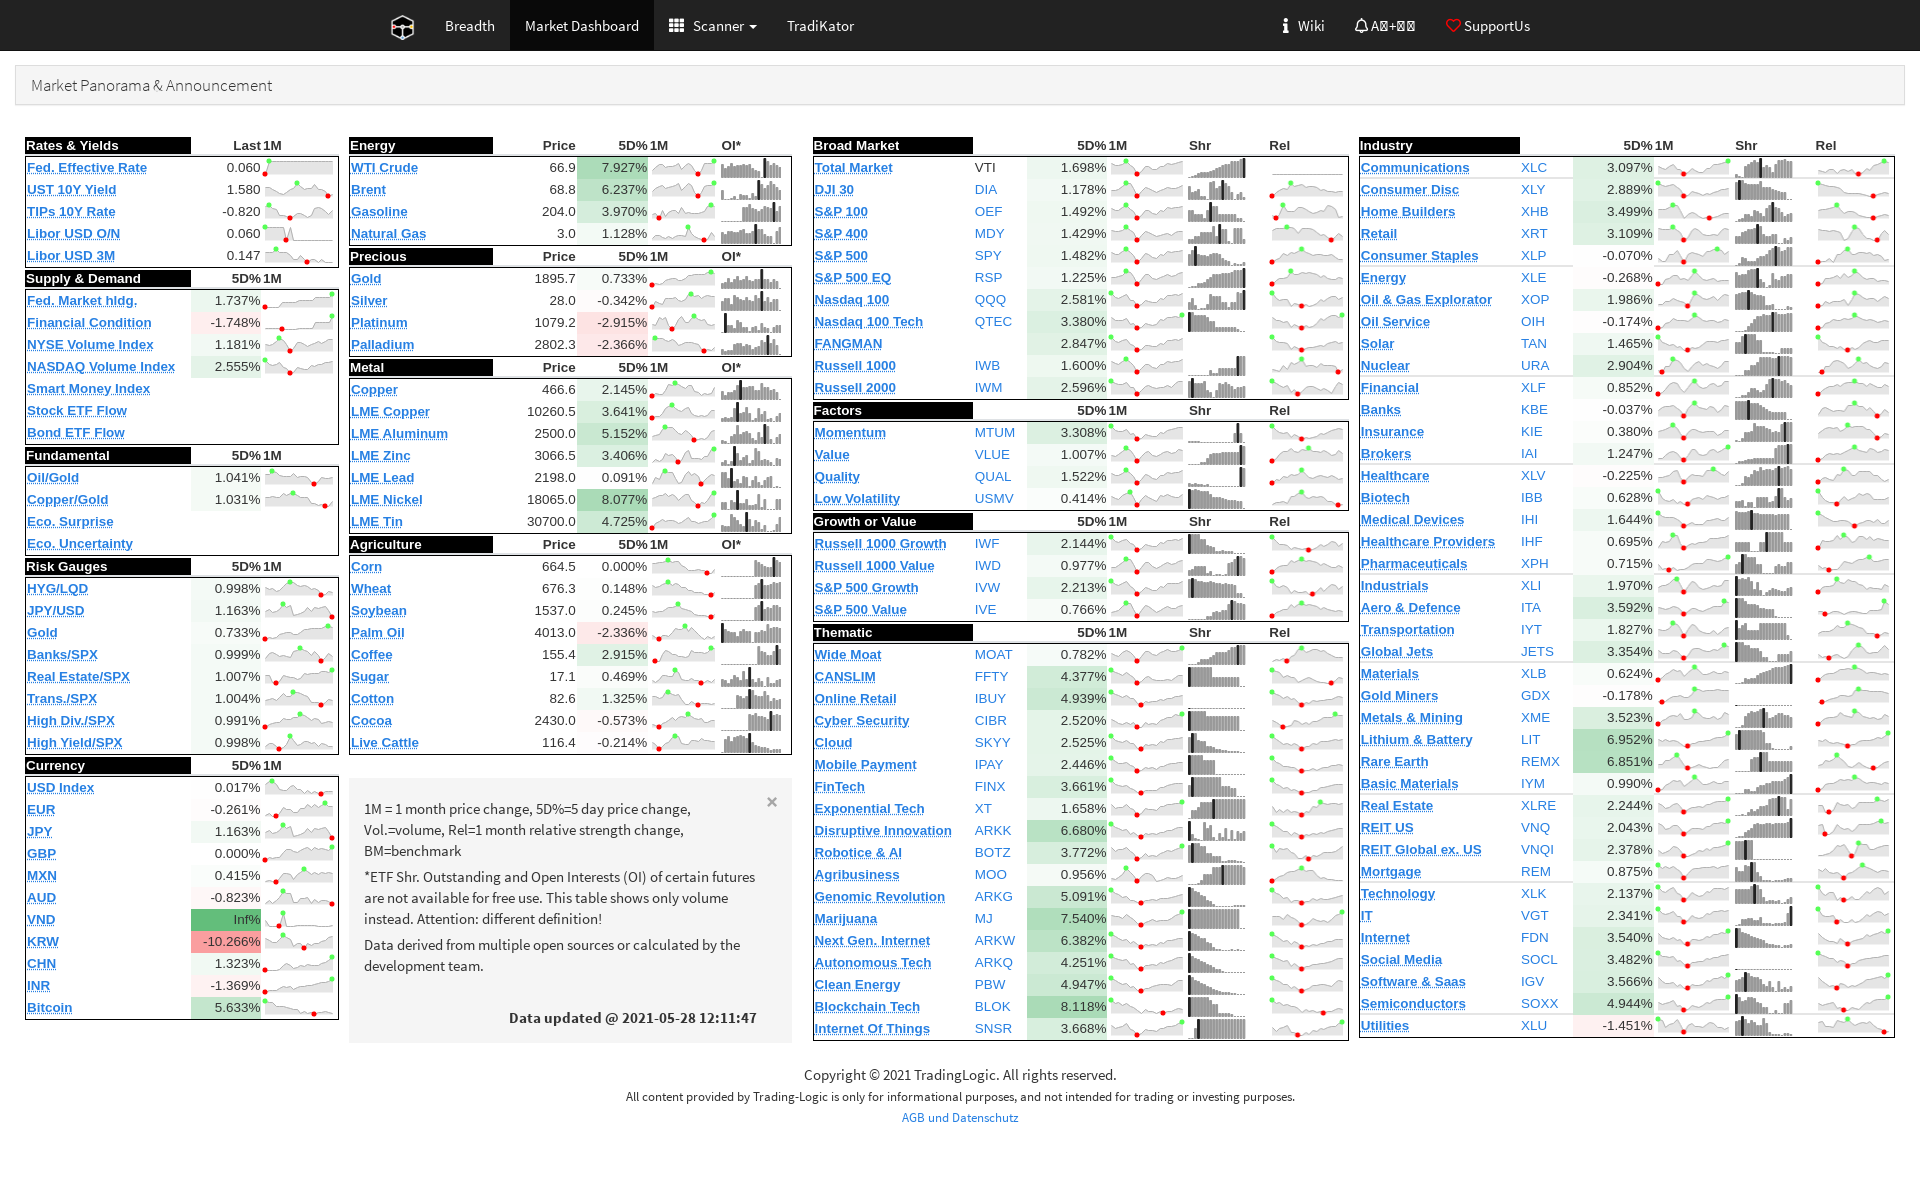 Breadth Market Dashboard Scanner TradiKator Wiki SupportUs
Market Panorama & Announcement
Rates & Yields Last 1M
Fed. Effective Rate 0.060
UST 10Y Yield 1.580
TIPs 10Y Rate -0.820
Libor USD O/N 0.060
Libor USD 3M 0.147
Supply & Demand 5D% 1M
Fed. Market hldg. 1.737%
Financial Condition -1.748%
NYSE Volume Index 1.181%
NASDAQ Volume Index 2.555%
Smart Money Index
Stock ETF Flow
Bond ETF Flow
Fundamental 5D% 1M
Oil/Gold 1.041%
Copper/Gold 1.031%
Eco. Surprise
Eco. Uncertainty
Risk Gauges 5D% 1M
HYG/LQD 0.998%
JPY/USD 1.163%
Gold 0.733%
Banks/SPX 0.999%
Real Estate/SPX 1.007%
Trans./SPX 1.004%
High Div./SPX 0.991%
High Yield/SPX 0.998%
Currency 5D% 1M
USD Index 0.017%
EUR -0.261%
JPY 1.163%
GBP 0.000%
MXN 0.415%
AUD -0.823%
VND Inf%
KRW -10.266%
CHN 1.323%
INR -1.369%
Bitcoin 5.633%
Energy Price 5D% 1M OI*
WTI Crude 66.9 7.927%
Brent 68.8 6.237%
Gasoline 204.0 3.970%
Natural Gas 3.0 1.128%
Precious Price 5D% 1M OI*
Gold 1895.7 0.733%
Silver 28.0 -0.342%
Platinum 1079.2 -2.915%
Palladium 2802.3 -2.366%
Metal Price 5D% 1M OI*
Copper 466.6 2.145%
LME Copper 10260.5 3.641%
LME Aluminum 2500.0 5.152%
LME Zinc 3066.5 3.406%
LME Lead 2198.0 0.091%
LME Nickel 18065.0 8.077%
LME Tin 30700.0 4.725%
Agriculture Price 5D% 1M OI*
Corn 664.5 0.000%
Wheat 676.3 0.148%
Soybean 1537.0 0.245%
Palm Oil 4013.0 -2.336%
Coffee 155.4 2.915%
Sugar 17.1 0.469%
Cotton 82.6 1.325%
Cocoa 2430.0 -0.573%
Live Cattle 116.4 -0.214%
×
1M = 1 month price change, 5D%=5 day price change,
Vol.=volume, Rel=1 month relative strength change,
BM=benchmark
*ETF Shr. Outstanding and Open Interests (OI) of certain futures
are not available for free use. This table shows only volume
instead. Attention: different definition!
Data derived from multiple open sources or calculated by the
development team.
Data updated @ 2021-05-28 12:11:47
Broad Market 5D% 1M Shr Rel
Total Market VTI 1.698%
DJI 30 DIA 1.178%
S&P 100 OEF 1.492%
S&P 400 MDY 1.429%
S&P 500 SPY 1.482%
S&P 500 EQ RSP 1.225%
Nasdaq 100 QQQ 2.581%
Nasdaq 100 Tech QTEC 3.380%
FANGMAN 2.847%
Russell 1000 IWB 1.600%
Russell 2000 IWM 2.596%
Factors 5D% 1M Shr Rel
Momentum MTUM 3.308%
Value VLUE 1.007%
Quality QUAL 1.522%
Low Volatility USMV 0.414%
Growth or Value 5D% 1M Shr Rel
Russell 1000 Growth IWF 2.144%
Russell 1000 Value IWD 0.977%
S&P 500 Growth IVW 2.213%
S&P 500 Value IVE 0.766%
Thematic 5D% 1M Shr Rel
Wide Moat MOAT 0.782%
CANSLIM FFTY 4.377%
Online Retail IBUY 4.939%
Cyber Security CIBR 2.520%
Cloud SKYY 2.525%
Mobile Payment IPAY 2.446%
FinTech FINX 3.661%
Exponential Tech XT 1.658%
Disruptive Innovation ARKK 6.680%
Robotice & AI BOTZ 3.772%
Agribusiness MOO 0.956%
Genomic Revolution ARKG 5.091%
Marijuana MJ 7.540%
Next Gen. Internet ARKW 6.382%
Autonomous Tech ARKQ 4.251%
Clean Energy PBW 4.947%
Blockchain Tech BLOK 8.118%
Internet Of Things SNSR 3.668%
Industry 5D% 1M Shr Rel
Communications XLC 3.097%
Consumer Disc XLY 2.889%
Home Builders XHB 3.499%
Retail XRT 3.109%
Consumer Staples XLP -0.070%
Energy XLE -0.268%
Oil & Gas Explorator XOP 1.986%
Oil Service OIH -0.174%
Solar TAN 1.465%
Nuclear URA 2.904%
Financial XLF 0.852%
Banks KBE -0.037%
Insurance KIE 0.380%
Brokers IAI 1.247%
Healthcare XLV -0.225%
Biotech IBB 0.628%
Medical Devices IHI 1.644%
Healthcare Providers IHF 0.695%
Pharmaceuticals XPH 0.715%
Industrials XLI 1.970%
Aero & Defence ITA 3.592%
Transportation IYT 1.827%
Global Jets JETS 3.354%
Materials XLB 0.624%
Gold Miners GDX -0.178%
Metals & Mining XME 3.523%
Lithium & Battery LIT 6.952%
Rare Earth REMX 6.851%
Basic Materials IYM 0.990%
Real Estate XLRE 2.244%
REIT US VNQ 2.043%
REIT Global ex. US VNQI 2.378%
Mortgage REM 0.875%
Technology XLK 2.137%
IT VGT 2.341%
Internet FDN 3.540%
Social Media SOCL 3.482%
Software & Saas IGV 3.566%
Semiconductors SOXX 4.944%
Utilities XLU -1.451%
Copyright © 2021 TradingLogic. All rights reserved.
All content provided by Trading-Logic is only for informational purposes, and not intended for trading or investing purposes.
AGB und Datenschutz